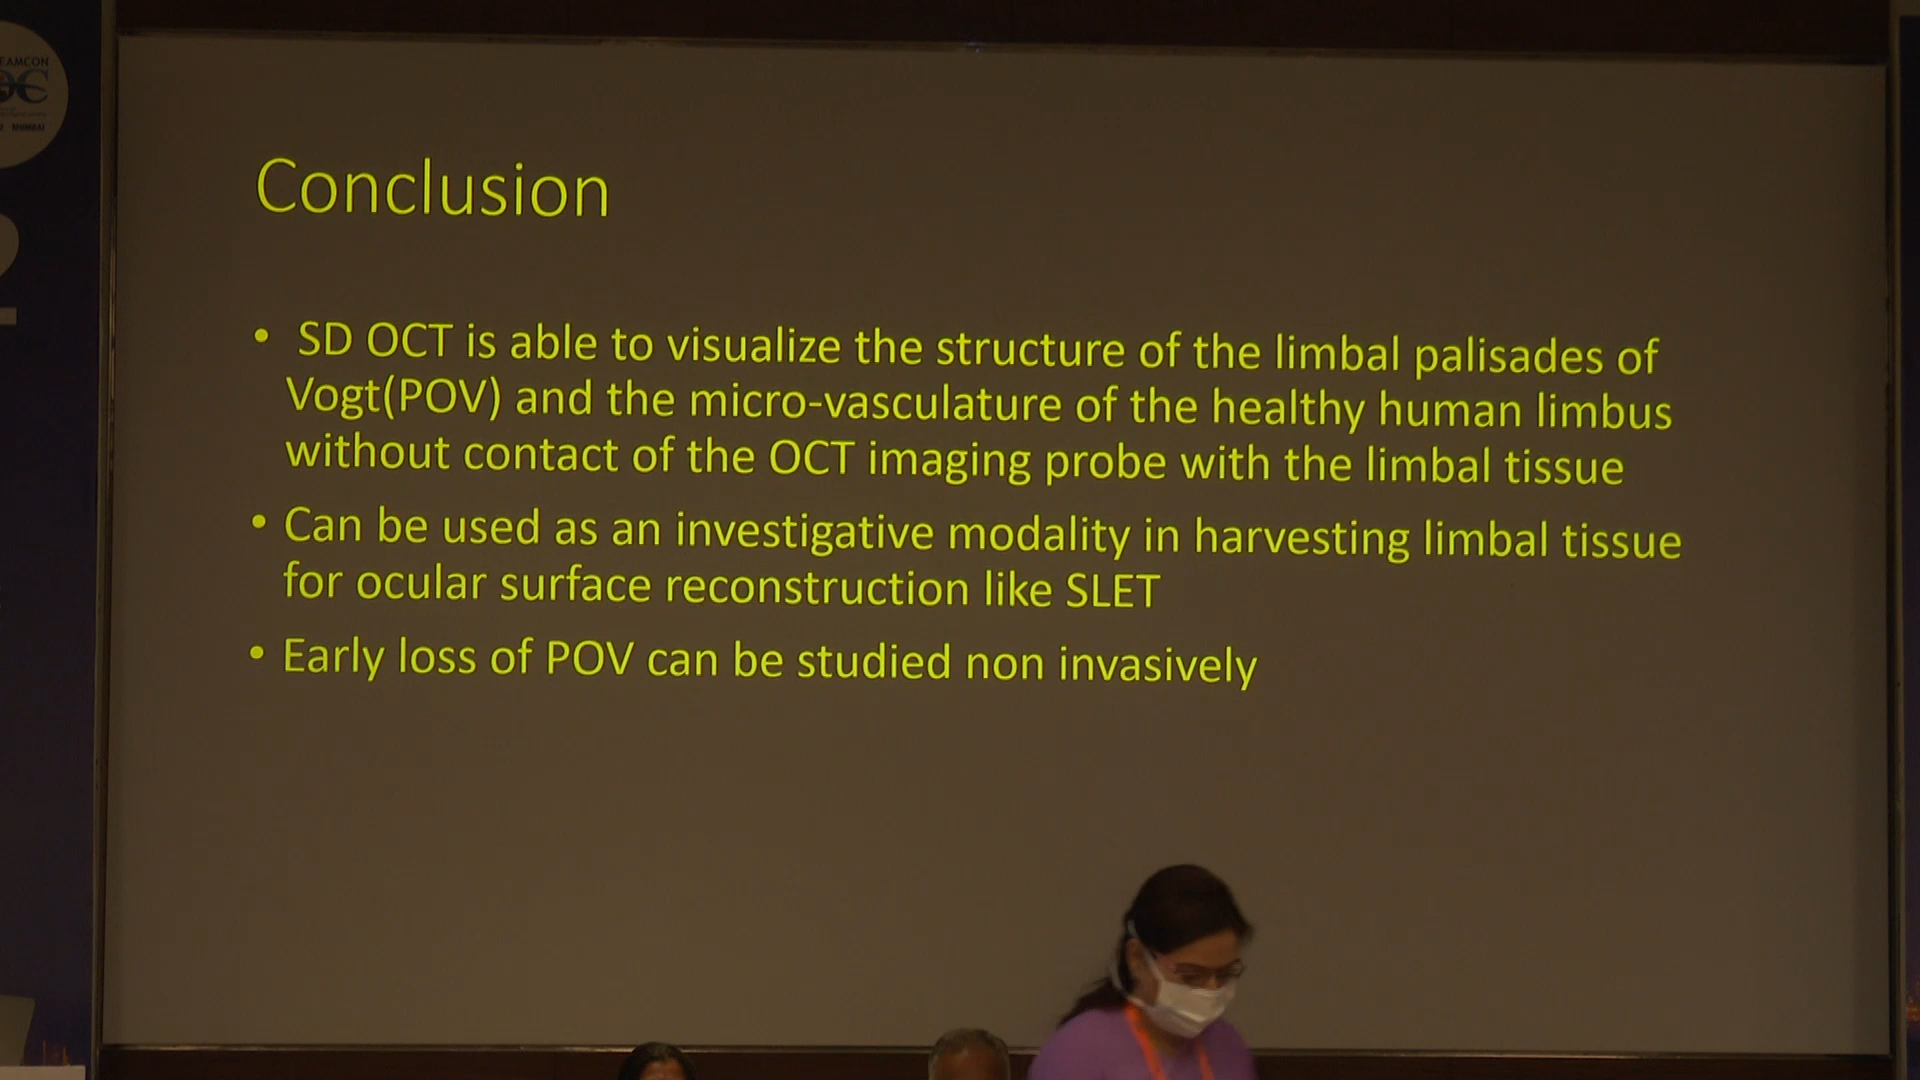 AMCON
MUMBAI
2
Conclusion
• SD OCT is able to visualize the structure of the limbal palisades of
Vogt(POV) and the micro-vasculature of the healthy human limbus
without contact of the OCT imaging probe with the limbal tissue
• Can be used as an investigative modality in harvesting limbal tissue
for ocular surface reconstruction like SLET
• Early loss of POV can be studied non invasively